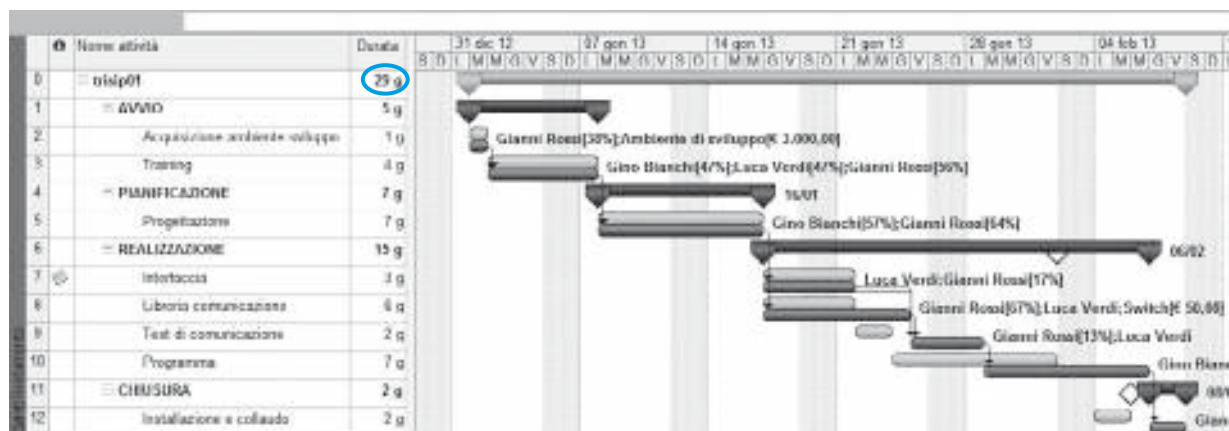 Nome attività Durata 31 dic 12 07 gen 13 14 gen 13 21 gen 13 28 gen 13 04 feb 13
S D L M M G V S D L M M G V S D L M M G V S D L M M G V S D L M M G V S D L M M G V S D
0 trisip01 29 g
1 AVVIO 5 g
2 Acquisizione ambiente sviluppo 1 g Gianni Rossi[38%];Ambiente di sviluppo[€ 3.000,00]
3 Training 4 g Gino Bianchi[47%];Luca Verdi[47%];Gianni Rossi[56%]
4 PIANIFICAZIONE 7 g 16/01
5 Progettazione 7 g Gino Bianchi[57%];Gianni Rossi[64%]
6 REALIZZAZIONE 15 g 06/02
7 Interfaccia 3 g Luca Verdi;Gianni Rossi[17%]
8 Libreria comunicazione 6 g Gianni Rossi[67%];Luca Verdi;Switch[€ 50,00]
9 Test di comunicazione 2 g Gianni Rossi[13%];Luca Verdi
10 Programma 7 g Gino Bian
11 CHIUSURA 2 g
12 Installazione e collaudo 2 g Gian